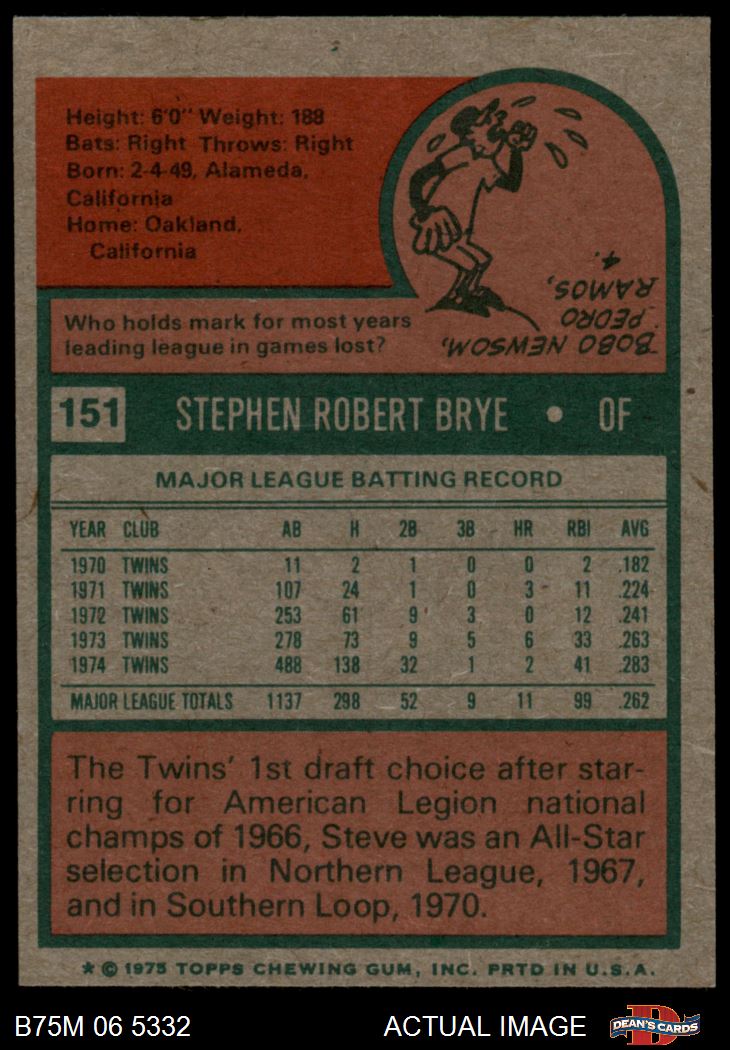 Height: 6'0" Weight: 188
Bats: Right Throws: Right
Born: 2-4-49, Alameda,
California
Home: Oakland,
California
Who holds mark for most years
leading league in games lost?
BOBO NEWSOM,
PEDRO
RAMOS,
4.
151 STEPHEN ROBERT BRYE • OF
MAJOR LEAGUE BATTING RECORD
YEAR CLUB AB H 2B 3B HR RBI AVG
1970 TWINS 11 2 1 0 0 2 .182
1971 TWINS 107 24 1 0 3 11 .224
1972 TWINS 253 61 9 3 0 12 .241
1973 TWINS 278 73 9 5 6 33 .263
1974 TWINS 488 138 32 1 2 41 .283
MAJOR LEAGUE TOTALS 1137 298 52 9 11 99 .262
The Twins' 1st draft choice after star-
ring for American Legion national
champs of 1966, Steve was an All-Star
selection in Northern League, 1967,
and in Southern Loop, 1970.
★ © 1975 TOPPS CHEWING GUM, INC. PRTD IN U.S.A.
B75M 06 5332 ACTUAL IMAGE DEAN'S CARDS